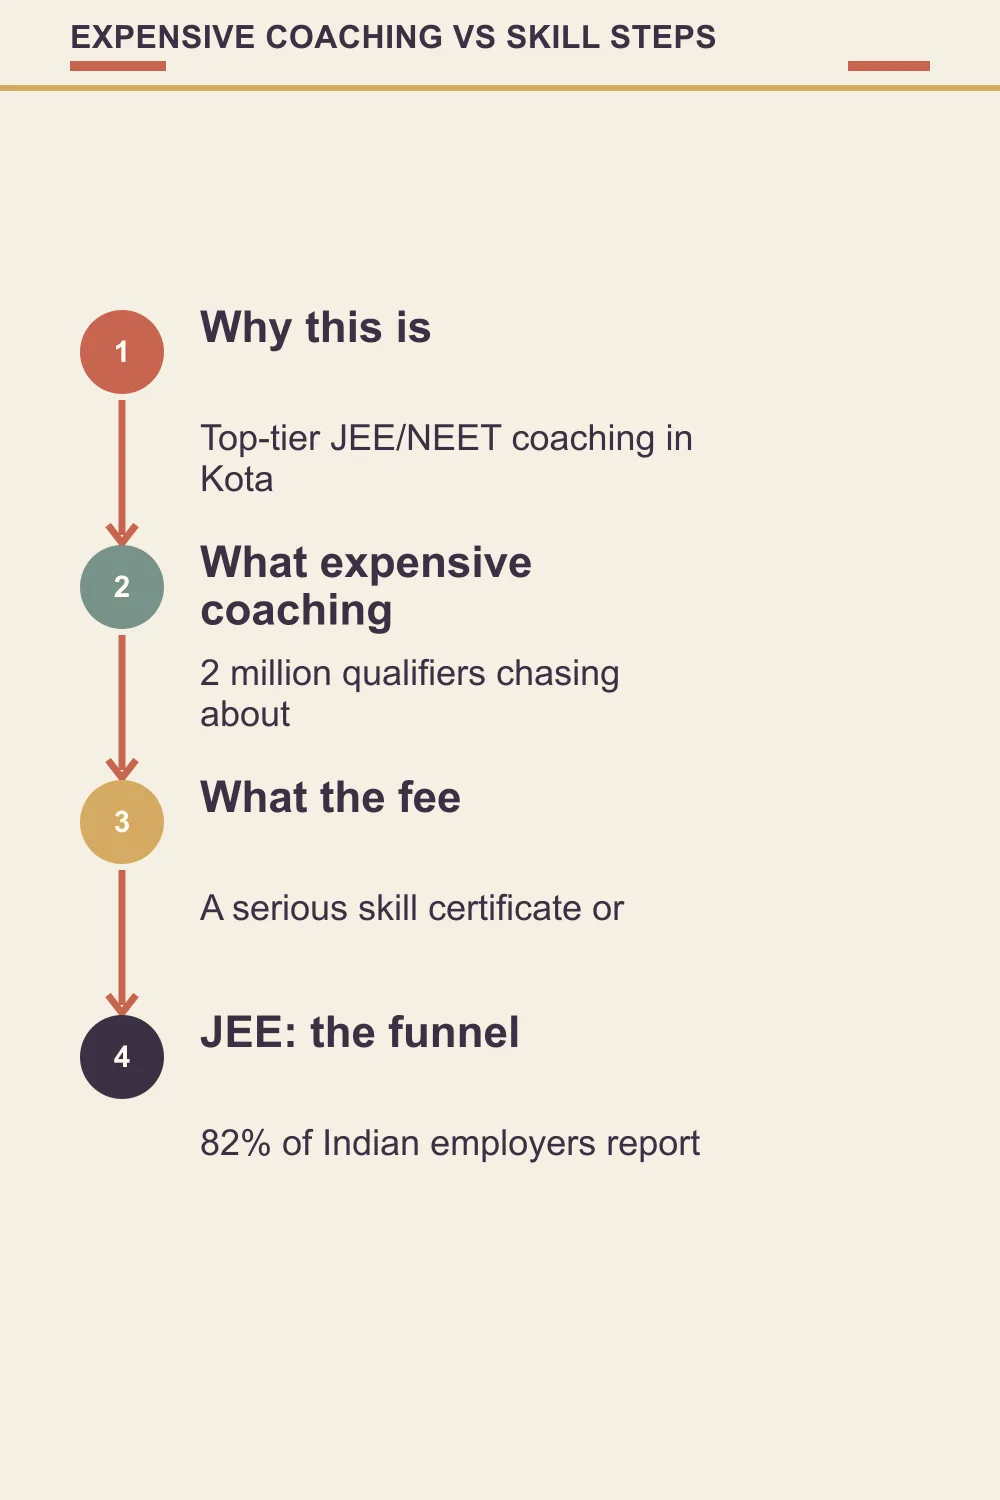 EXPENSIVE COACHING VS SKILL STEPS
1
Why this is
Top-tier JEE/NEET coaching in
Kota
2
What expensive
coaching
2 million qualifiers chasing
about
3
What the fee
A serious skill certificate or
4
JEE: the funnel
82% of Indian employers report